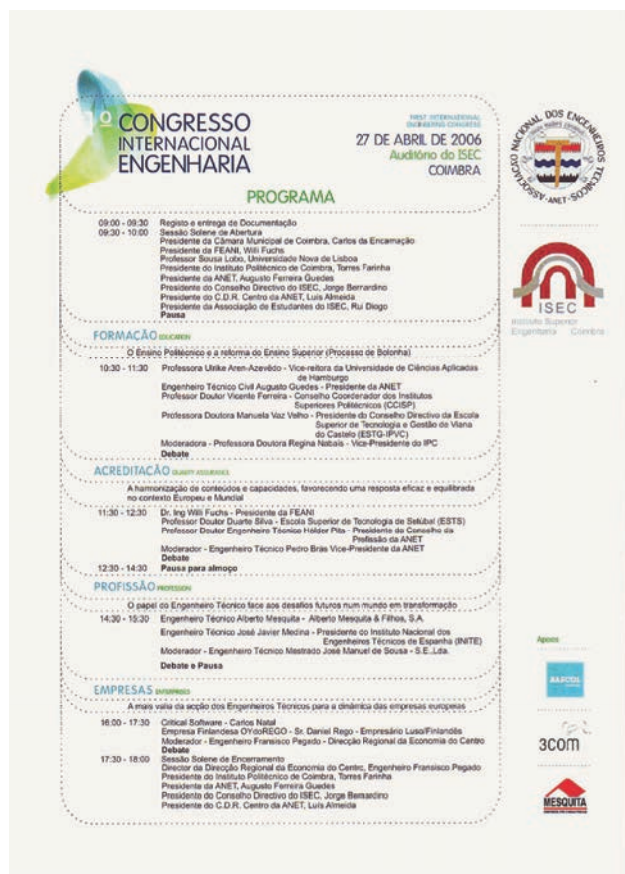 1º CONGRESSO
INTERNACIONAL
ENGENHARIA
FIRST INTERNATIONAL
ENGINEERING CONGRESS
27 DE ABRIL DE 2006
Auditório do ISEC
COIMBRA
PROGRAMA
09:00 - 09:30 Registo e entrega de Documentação
09:30 - 10:00 Sessão Solene de Abertura
Presidente da Câmara Municipal de Coimbra, Carlos da Encarnação
Presidente da FEANI, Willi Fuchs
Professor Sousa Lobo, Universidade Nova de Lisboa
Presidente do Instituto Politécnico de Coimbra, Torres Farinha
Presidente da ANET, Augusto Ferreira Guedes
Presidente do Conselho Directivo do ISEC, Jorge Bernardino
Presidente do C.D.R. Centro da ANET, Luis Almeida
Presidente da Associação de Estudantes do ISEC, Rui Diogo
Pausa
FORMAÇÃO EDUCATION
O Ensino Politécnico e a reforma do Ensino Superior (Processo de Bolonha)
10:30 - 11:30 Professora Ulrike Aren-Azevêdo - Vice-reitora da Universidade de Ciências Aplicadas
de Hamburgo
Engenheiro Técnico Civil Augusto Guedes - Presidente da ANET
Professor Doutor Vicente Ferreira - Conselho Coordenador dos Institutos
Superiores Politécnicos (CCISP)
Professora Doutora Manuela Vaz Velho - Presidente do Conselho Directivo da Escola
Superior de Tecnologia e Gestão de Viana
do Castelo (ESTG-IPVC)
Moderadora - Professora Doutora Regina Nabais - Vice-Presidente do IPC
Debate
ACREDITAÇÃO QUALITY ASSURANCE
A harmonização de conteúdos e capacidades, favorecendo uma resposta eficaz e equilibrada
no contexto Europeu e Mundial
11:30 - 12:30 Dr. Ing Willi Fuchs - Presidente da FEANI
Professor Doutor Duarte Silva - Escola Superior de Tecnologia de Setúbal (ESTS)
Professor Doutor Engenheiro Técnico Hélder Pita - Presidente do Conselho da
Profissão da ANET
Moderador - Engenheiro Técnico Pedro Brás Vice-Presidente da ANET
Debate
12:30 - 14:30 Pausa para almoço
PROFISSÃO PROFESSION
O papel do Engenheiro Técnico face aos desafios futuros num mundo em transformação
14:30 - 15:30 Engenheiro Técnico Alberto Mesquita - Alberto Mesquita & Filhos, S.A.
Engenheiro Técnico José Javier Medina - Presidente do Instituto Nacional dos
Engenheiros Técnicos de Espanha (INITE)
Moderador - Engenheiro Técnico Mestrado José Manuel de Sousa - S.E.,Lda.
Debate e Pausa
EMPRESAS ENTERPRISES
A mais valia da acção dos Engenheiros Técnicos para a dinâmica das empresas europeias
16:00 - 17:30 Critical Software - Carlos Natal
Empresa Finlandesa OYdoREGO - Sr. Daniel Rego - Empresário Luso/Finlandês
Moderador - Engenheiro Fransisco Pegado - Direcção Regional da Economia do Centro
Debate
17:30 - 18:00 Sessão Solene de Encerramento
Director da Direcção Regional da Economia do Centro, Engenheiro Fransisco Pegado
Presidente do Instituto Politécnico de Coimbra, Torres Farinha
Presidente da ANET, Augusto Ferreira Guedes
Presidente do Conselho Directivo do ISEC, Jorge Bernardino
Presidente do C.D.R. Centro da ANET, Luis Almeida
ASSOCIAÇÃO NACIONAL DOS ENGENHEIROS TÉCNICOS
·ANET·
ISEC
Instituto Superior
Engenharia Coimbra
Apoios
3COM
MESQUITA